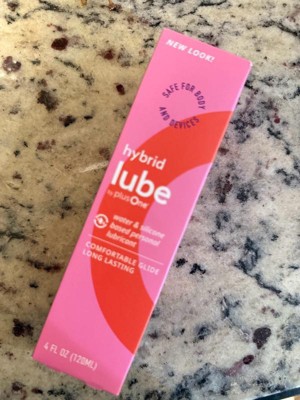 NEW LOOK!
SAFE FOR BODY
AND DEVICES
hybrid
lube
by plusOne
water & silicone
based personal
lubricant
COMFORTABLE GLIDE
LONG LASTING
4 FL OZ (120ML)